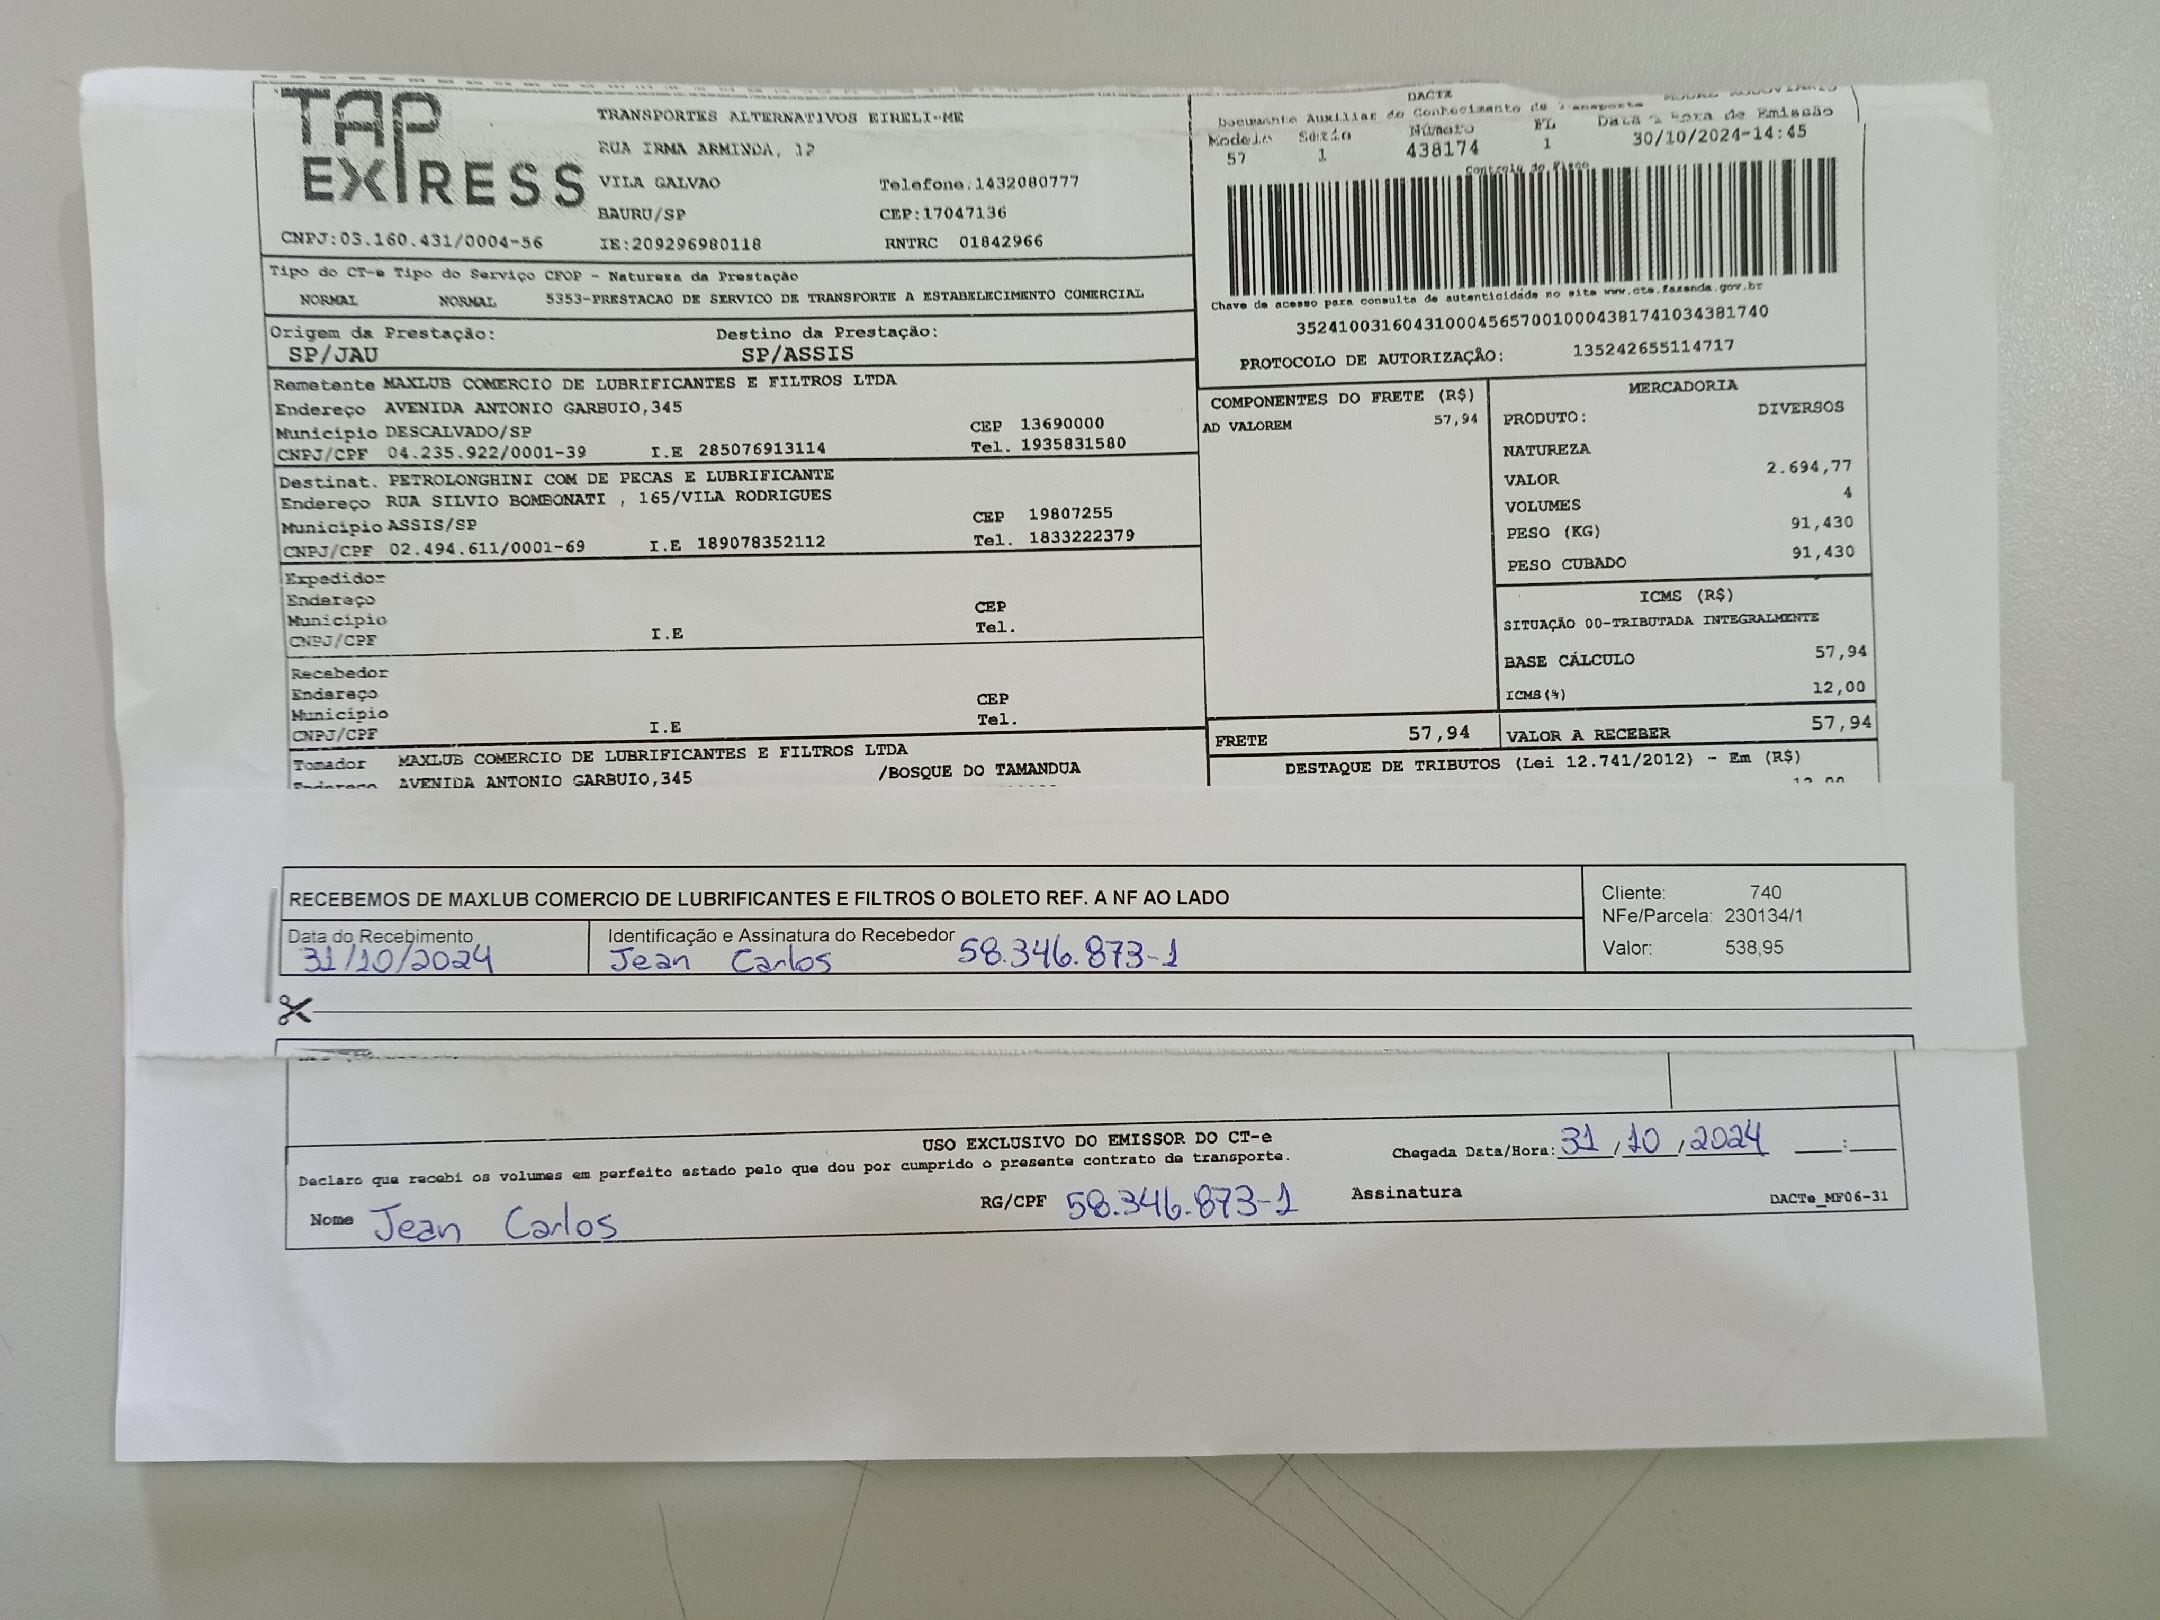 TAP
EXPRESS
TRANSPORTES ALTERNATIVOS EIRELI-ME
RUA IRMA ARMINDA, 12
VILA GALVAO Telefone:1432080777
BAURU/SP CEP:17047136
CNPJ:03.160.431/0004-56 IE:209296980118 RNTRC 01842966
DACTE
Documento Auxiliar do Conhecimento de Transporte
Modelo Série Número FL Data e hora de Emissão
57 1 438174 1 30/10/2024-14:45
Controle do Fisco
Chave de acesso para consulta de autenticidade no site www.cte.fazenda.gov.br
35241003160431000456570010004381741034381740
PROTOCOLO DE AUTORIZAÇÃO: 135242655114717
Tipo do CT-e Tipo do Serviço CFOP - Natureza da Prestação
NORMAL NORMAL 5353-PRESTACAO DE SERVICO DE TRANSPORTE A ESTABELECIMENTO COMERCIAL
Origem da Prestação: Destino da Prestação:
SP/JAU SP/ASSIS
Remetente MAXLUB COMERCIO DE LUBRIFICANTES E FILTROS LTDA
Endereço AVENIDA ANTONIO GARBUIO,345
Município DESCALVADO/SP CEP 13690000
CNPJ/CPF 04.235.922/0001-39 I.E 285076913114 Tel. 1935831580
Destinat. PETROLONGHINI COM DE PECAS E LUBRIFICANTE
Endereço RUA SILVIO BOMBONATI , 165/VILA RODRIGUES
Município ASSIS/SP CEP 19807255
CNPJ/CPF 02.494.611/0001-69 I.E 189078352112 Tel. 1833222379
Expedidor
Endereço CEP
Município Tel.
CNPJ/CPF I.E
Recebedor
Endereço CEP
Município Tel.
CNPJ/CPF I.E
Tomador MAXLUB COMERCIO DE LUBRIFICANTES E FILTROS LTDA
Endereço AVENIDA ANTONIO GARBUIO,345 /BOSQUE DO TAMANDUA
COMPONENTES DO FRETE (R$)
AD VALOREM 57,94
FRETE 57,94
MERCADORIA
PRODUTO: DIVERSOS
NATUREZA
VALOR 2.694,77
VOLUMES 4
PESO (KG) 91,430
PESO CUBADO 91,430
ICMS (R$)
SITUAÇÃO 00-TRIBUTADA INTEGRALMENTE
BASE CÁLCULO 57,94
ICMS(%) 12,00
VALOR A RECEBER 57,94
DESTAQUE DE TRIBUTOS (Lei 12.741/2012) - Em (R$)
RECEBEMOS DE MAXLUB COMERCIO DE LUBRIFICANTES E FILTROS O BOLETO REF. A NF AO LADO
Data do Recebimento Identificação e Assinatura do Recebedor
31/10/2024 Jean Carlos 58.346.873-1
Cliente: 740
NFe/Parcela: 230134/1
Valor: 538,95
USO EXCLUSIVO DO EMISSOR DO CT-e
Declaro que recebi os volumes em perfeito estado pelo que dou por cumprido o presente contrato de transporte.
Chegada Data/Hora: 31/10/2024 :
Nome Jean Carlos RG/CPF 58.346.873-1 Assinatura
DACTe_MF06-31